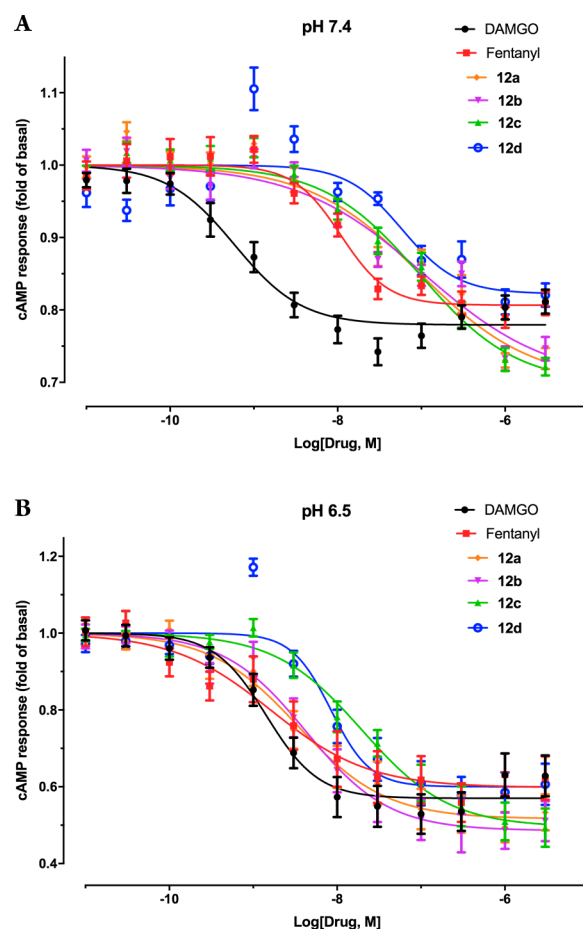 A
pH 7.4
DAMGO
Fentanyl
12a
12b
12c
12d
cAMP response (fold of basal)
1.1
1.0
0.9
0.8
0.7
-10
-8
-6
Log[Drug, M]
B
pH 6.5
DAMGO
Fentanyl
12a
12b
12c
12d
cAMP response (fold of basal)
1.2
1.0
0.8
0.6
0.4
-10
-8
-6
Log[Drug, M]